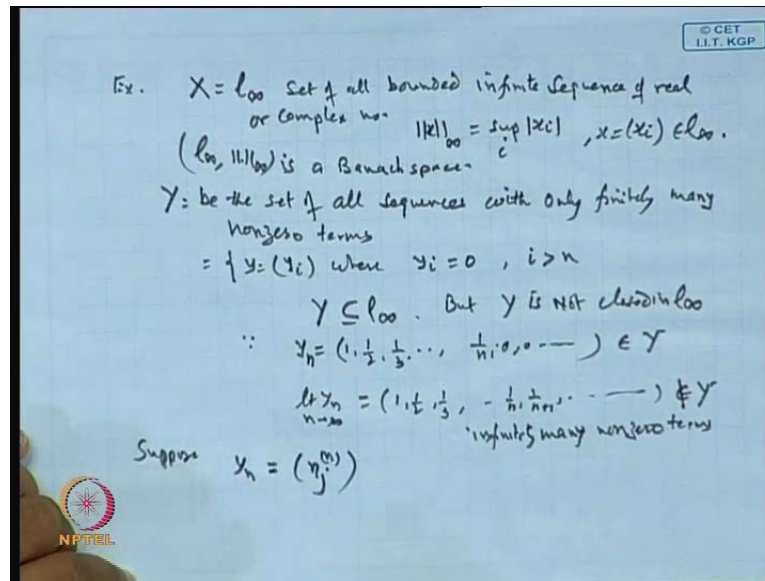 © CET
I.I.T. KGP
Ex. X = l∞ set of all bounded infinite sequence of real
or complex no. ||x||∞ = sup_i |xi| , x=(xi) ∈ l∞.
(l∞, ||.||∞) is a Banach space.
Y: be the set of all sequences with only finitely many
nonzero terms
= { y=(yi) where yi = 0 , i > n
Y ⊆ l∞ . But Y is Not closed in l∞
∵ yn = (1, 1/2, 1/3, .., 1/n, 0, 0 - - —) ∈ Y
lt n→∞ yn = (1, 1/2, 1/3, - 1/n, 1/n+1, . - - —) ∉ Y
infinitely many nonzero terms
Suppose yn = (ηj^(n))
NPTEL